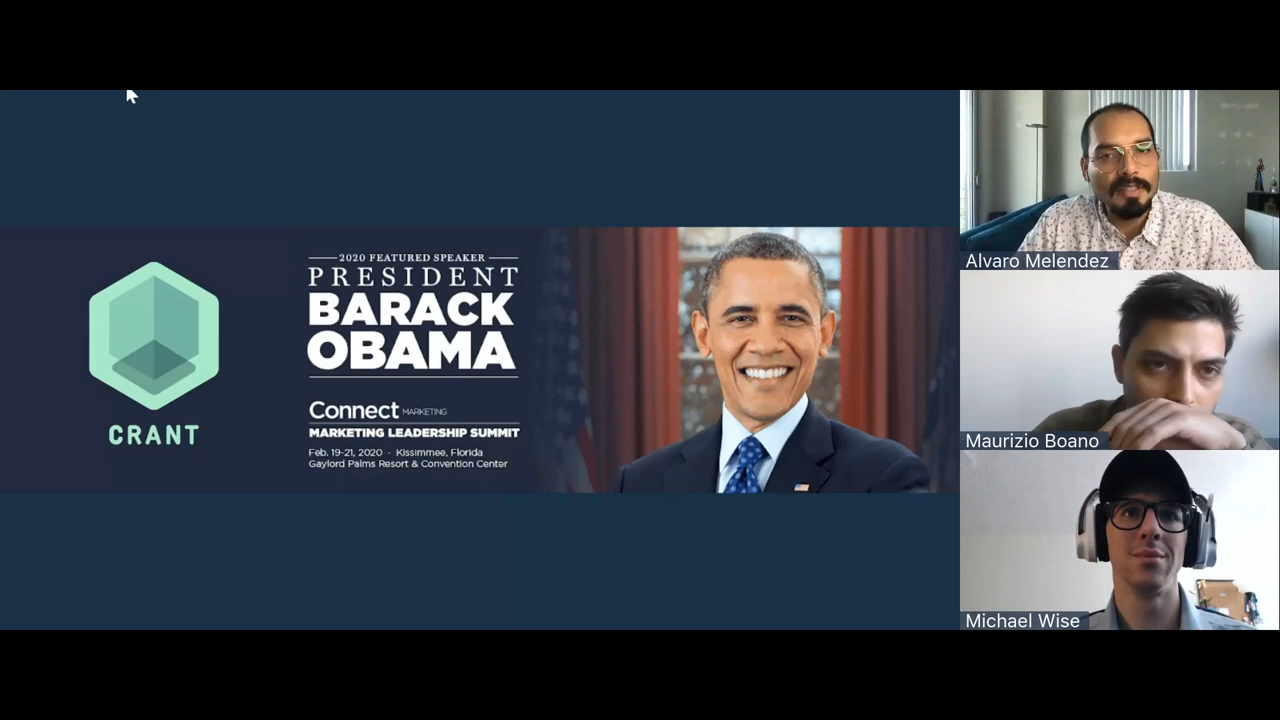 CRANT
2020 FEATURED SPEAKER
PRESIDENT
BARACK
OBAMA
Connect MARKETING
MARKETING LEADERSHIP SUMMIT
Feb. 19-21, 2020 · Kissimmee, Florida
Gaylord Palms Resort & Convention Center
Alvaro Melendez
Maurizio Boano
Michael Wise